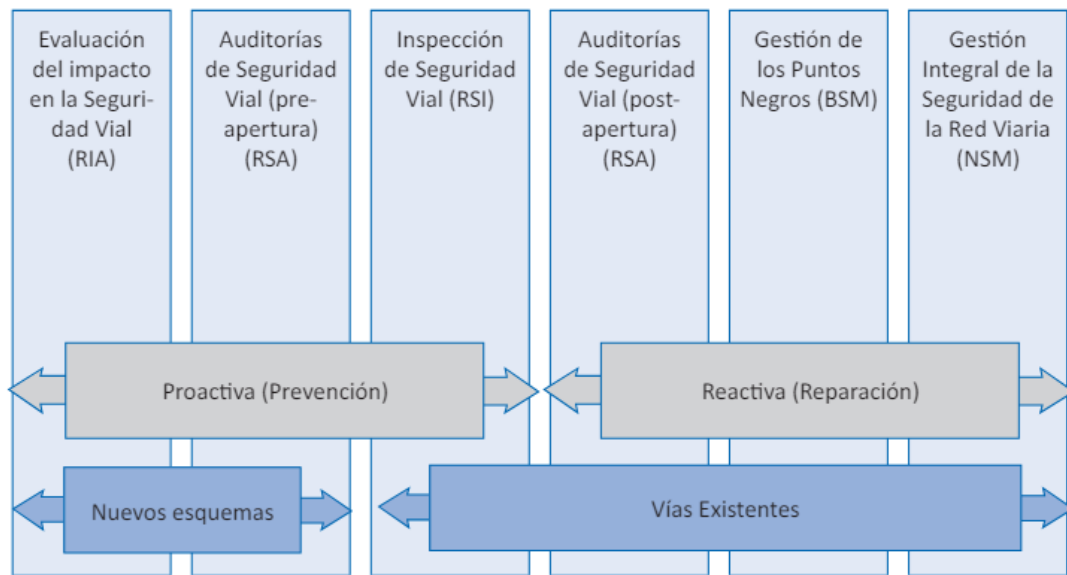 Evaluación
del impacto
en la Seguri-
dad Vial
(RIA)
Auditorías
de Seguridad
Vial (pre-
apertura)
(RSA)
Inspección
de Seguridad
Vial (RSI)
Auditorías
de Seguridad
Vial (post-
apertura)
(RSA)
Gestión de
los Puntos
Negros (BSM)
Gestión
Integral de la
Seguridad de
la Red Viaria
(NSM)
Proactiva (Prevención)
Reactiva (Reparación)
Nuevos esquemas
Vías Existentes